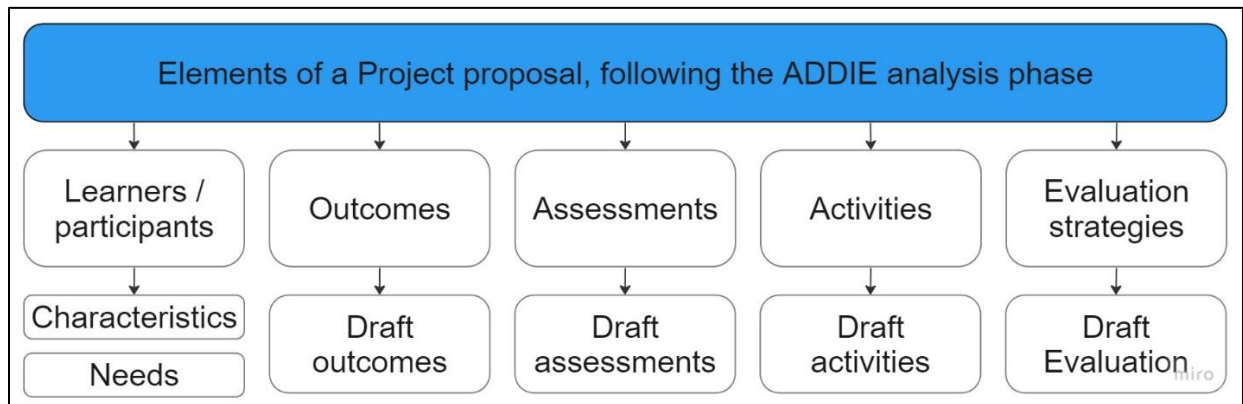 Elements of a Project proposal, following the ADDIE analysis phase
Learners /
participants
Outcomes
Assessments
Activities
Evaluation
strategies
Characteristics
Needs
Draft
outcomes
Draft
assessments
Draft
activities
Draft
Evaluation
miro